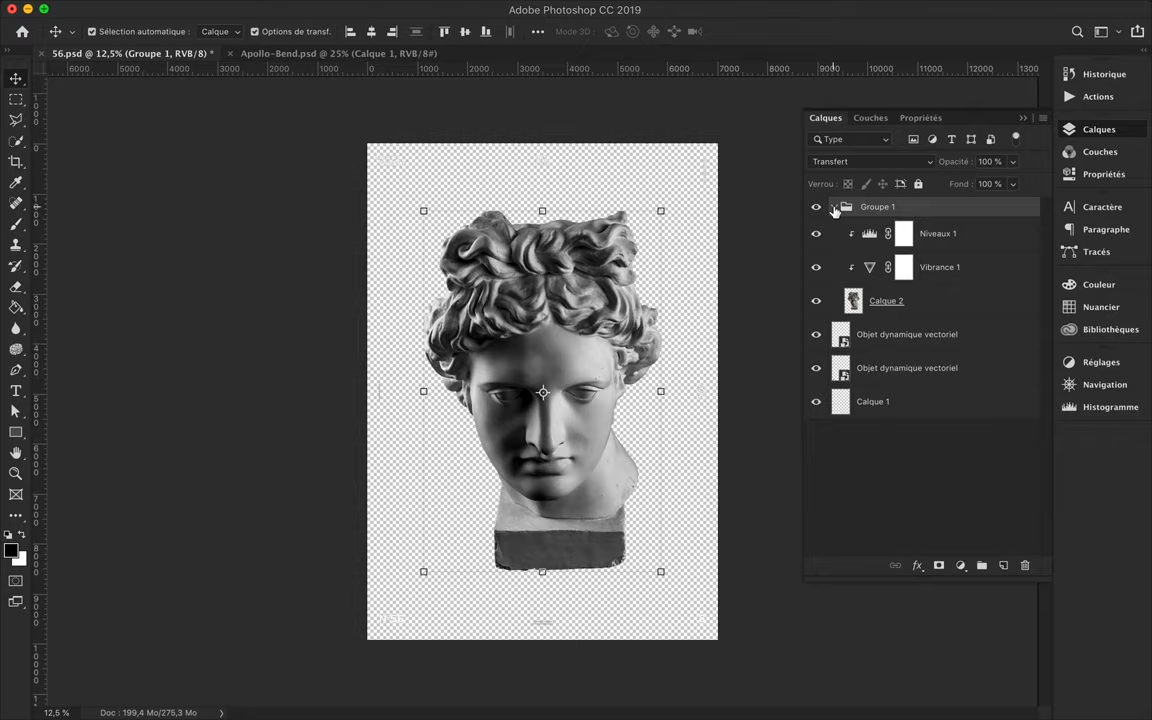 Adobe Photoshop CC 2019
Sélection automatique : Calque Options de transf. Mode 3D :
56.psd @ 12,5% (Groupe 1, RVB/8) * Apollo-Bend.psd @ 25% (Calque 1, RVB/8#)
6000 5000 4000 3000 2000 1000 0 1000 2000 3000 4000 5000 6000 7000 8000 9000 10000 11000 12000 1300
Calques Couches Propriétés
Type
Transfert Opacité : 100 %
Verrou : Fond : 100 %
Groupe 1
Niveaux 1
Vibrance 1
Calque 2
Objet dynamique vectoriel
Objet dynamique vectoriel
Calque 1
Historique
Actions
Calques
Couches
Propriétés
Caractère
Paragraphe
Tracés
Couleur
Nuancier
Bibliothèques
Réglages
Navigation
Histogramme
12,5 % Doc : 199,4 Mo/275,3 Mo